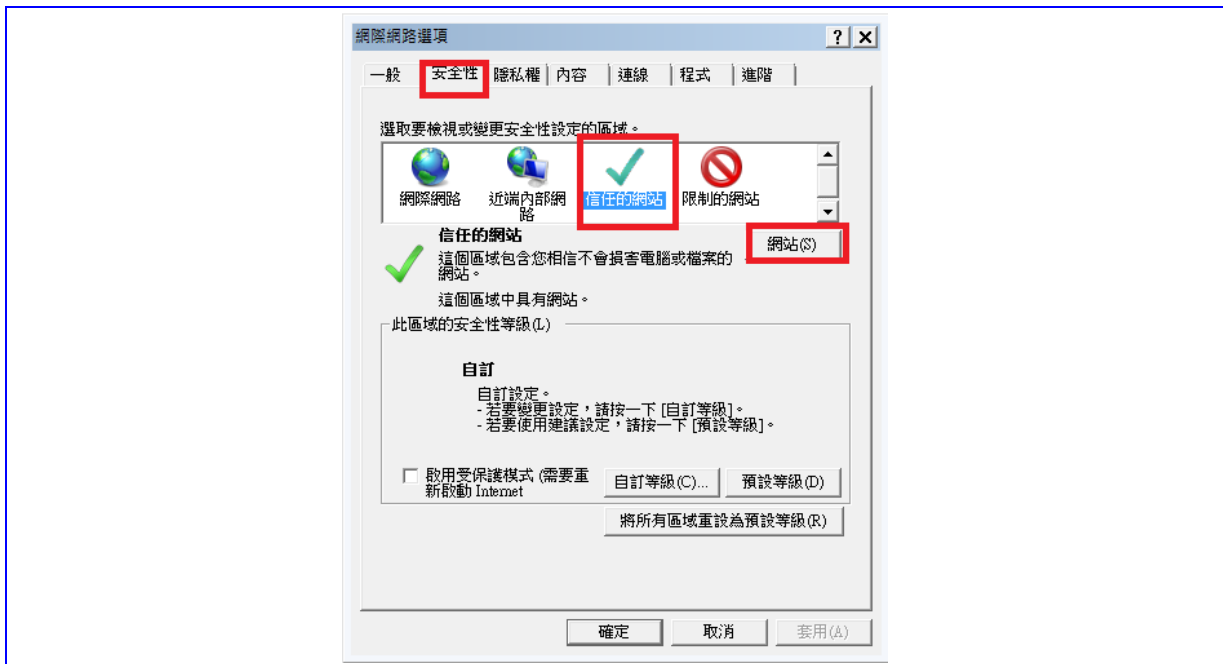 網際網路選項
一般 安全性 隱私權 內容 連線 程式 進階
選取要檢視或變更安全性設定的區域。
網際網路 近端內部網路 信任的網站 限制的網站
信任的網站
網站(S)
這個區域包含您相信不會損害電腦或檔案的
網站。
這個區域中具有網站。
此區域的安全性等級(L)
自訂
自訂設定。
- 若要變更設定，請按一下 [自訂等級]。
- 若要使用建議設定，請按一下 [預設等級]。
啟用受保護模式 (需要重
新啟動 Internet
自訂等級(C)... 預設等級(D)
將所有區域重設為預設等級(R)
確定 取消 套用(A)